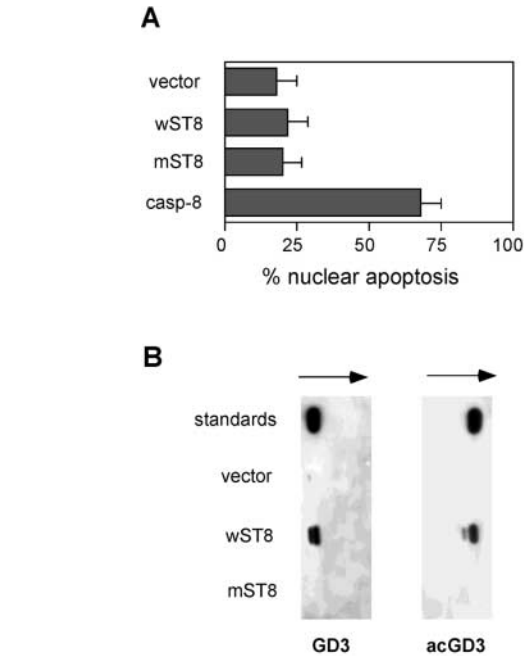 A
vector
wST8
mST8
casp-8
0 25 50 75 100
% nuclear apoptosis
B
standards
vector
wST8
mST8
GD3 acGD3